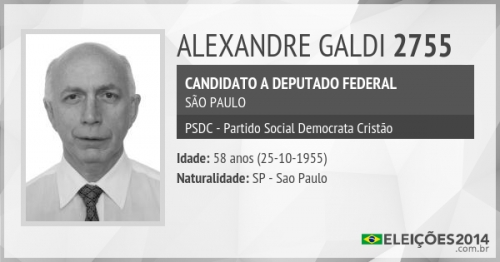 ALEXANDRE GALDI 2755
CANDIDATO A DEPUTADO FEDERAL
SÃO PAULO
PSDC - Partido Social Democrata Cristão
Idade: 58 anos (25-10-1955)
Naturalidade: SP - Sao Paulo
ELEIÇÕES2014
.com.br